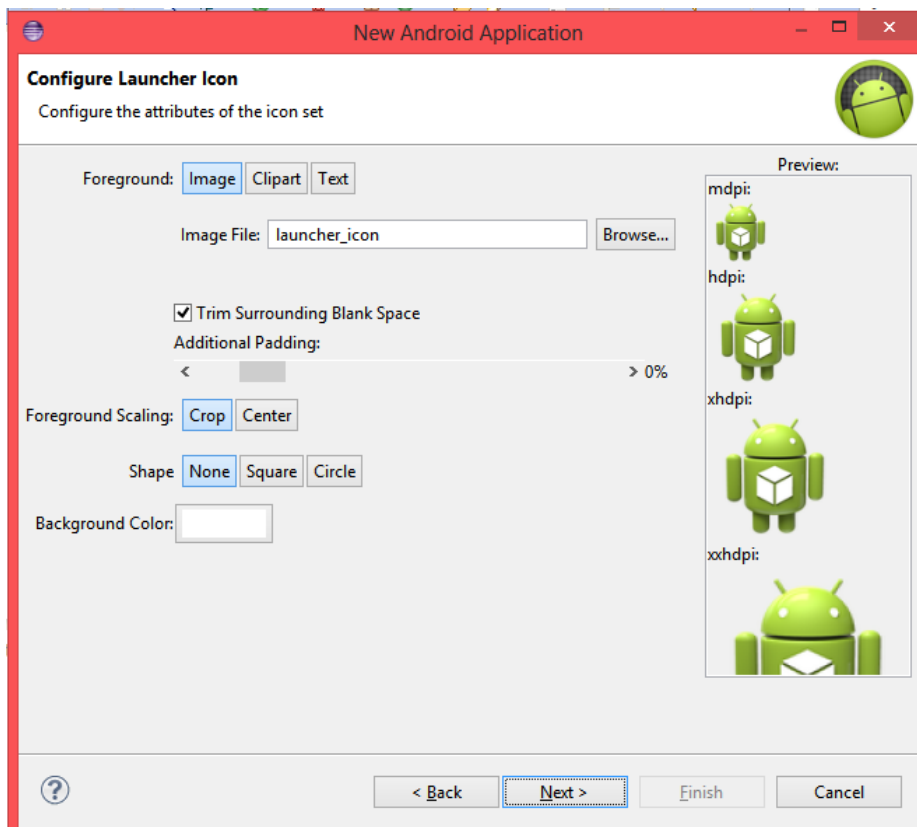 New Android Application
Configure Launcher Icon
Configure the attributes of the icon set
Foreground: Image Clipart Text
Image File: launcher_icon Browse...
Trim Surrounding Blank Space
Additional Padding:
< > 0%
Foreground Scaling: Crop Center
Shape None Square Circle
Background Color:
Preview:
mdpi:
hdpi:
xhdpi:
xxhdpi:
? < Back Next > Finish Cancel